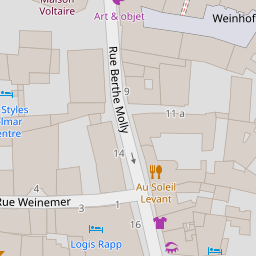 Maison
Voltaire
Art & objet
Weinhof
Rue Berthe Molly
9
Styles
lmar
entre
11 a
14
Au Soleil
Levant
Rue Weinemer
1
3
2
16
Logis Rapp